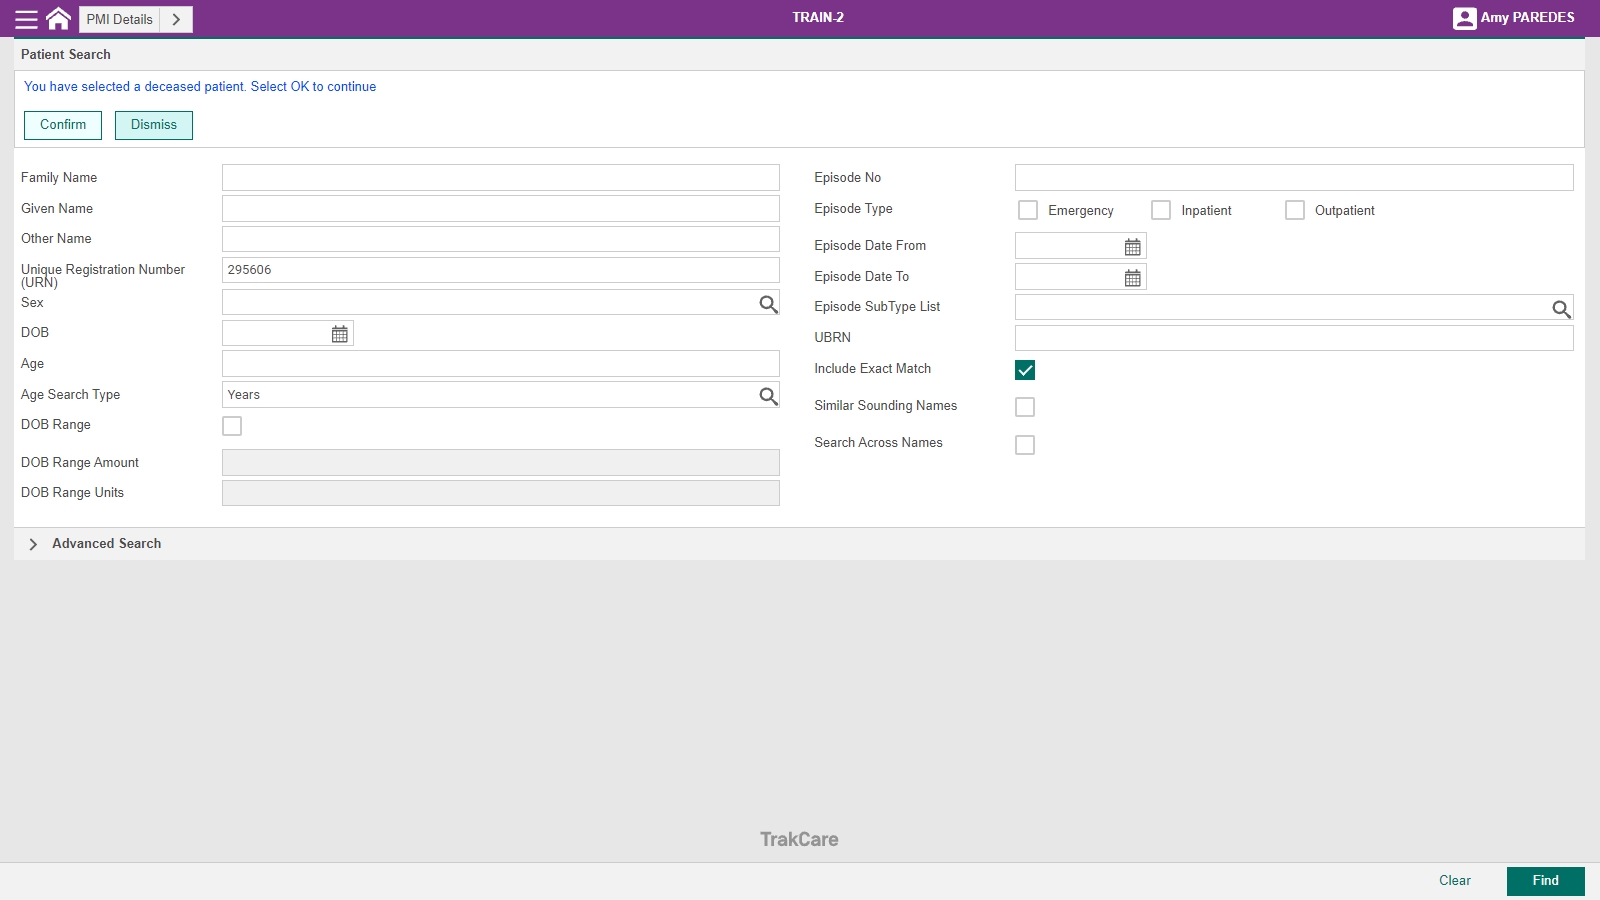 PMI Details
TRAIN-2
Amy PAREDES
Patient Search
You have selected a deceased patient. Select OK to continue
Confirm
Dismiss
Family Name
Given Name
Other Name
Unique Registration Number
(URN)
295606
Sex
DOB
Age
Age Search Type
Years
DOB Range
DOB Range Amount
DOB Range Units
Episode No
Episode Type
Emergency
Inpatient
Outpatient
Episode Date From
Episode Date To
Episode SubType List
UBRN
Include Exact Match
Similar Sounding Names
Search Across Names
Advanced Search
TrakCare
Clear
Find